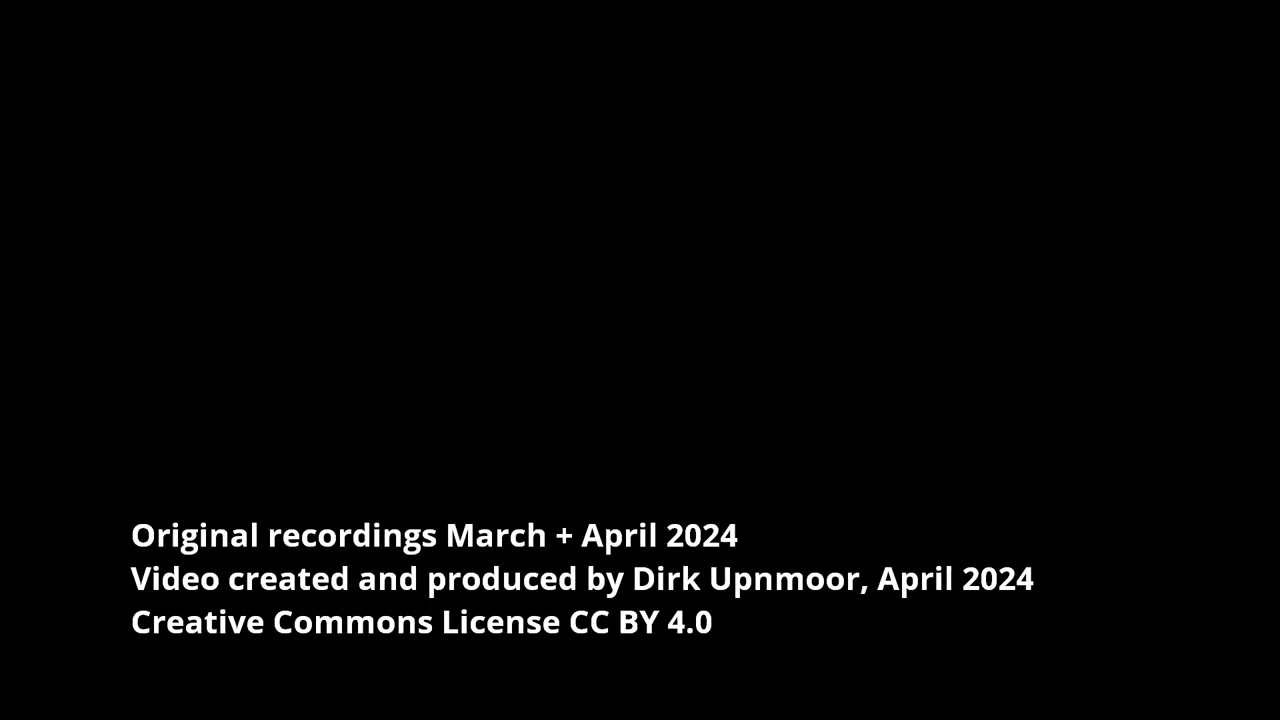 Original recordings March + April 2024
Video created and produced by Dirk Upnmoor, April 2024
Creative Commons License CC BY 4.0